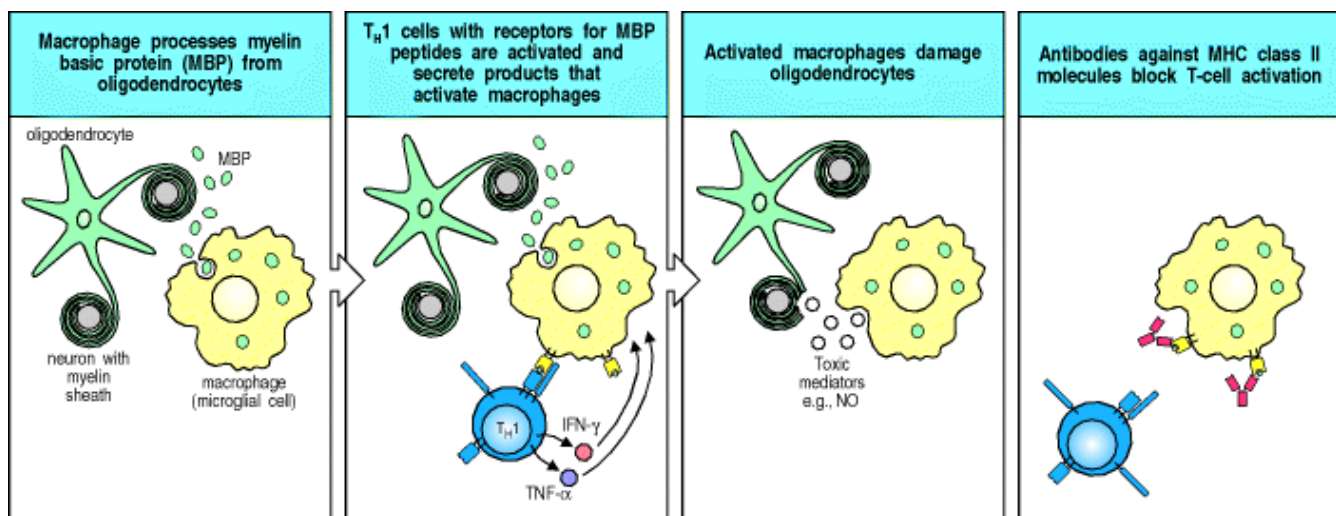 Macrophage processes myelin
basic protein (MBP) from
oligodendrocytes
oligodendrocyte
MBP
neuron with
myelin
sheath
macrophage
(microglial cell)
T_H1 cells with receptors for MBP
peptides are activated and
secrete products that
activate macrophages
T_H1
IFN-γ
TNF-α
Activated macrophages damage
oligodendrocytes
Toxic
mediators
e.g., NO
Antibodies against MHC class II
molecules block T-cell activation